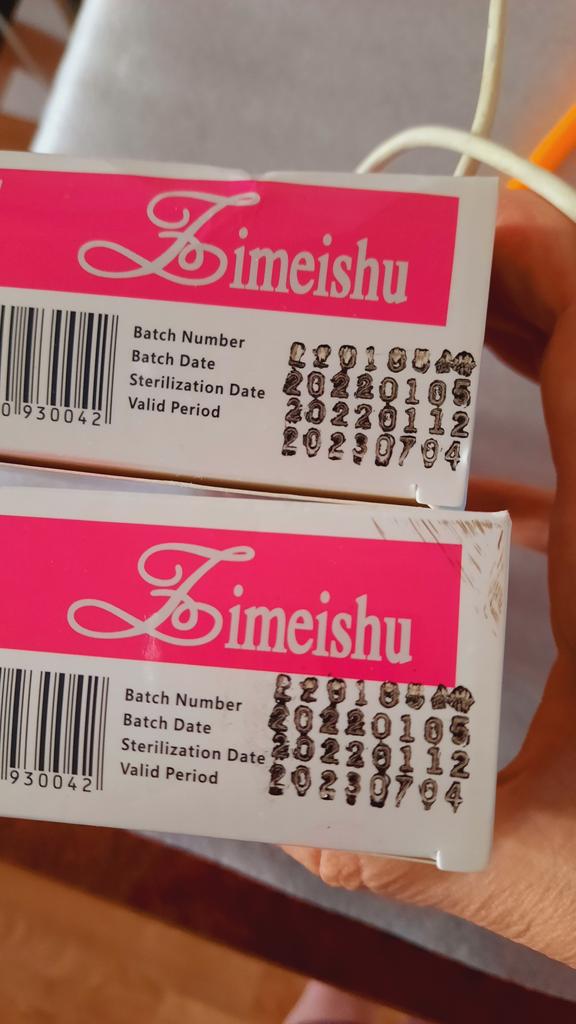 Zimeishu
Batch Number
Batch Date 20220105
Sterilization Date 20220112
Valid Period 20230704
0930042
Zimeishu
Batch Number
Batch Date 20220105
Sterilization Date 20220112
Valid Period 20230704
930042